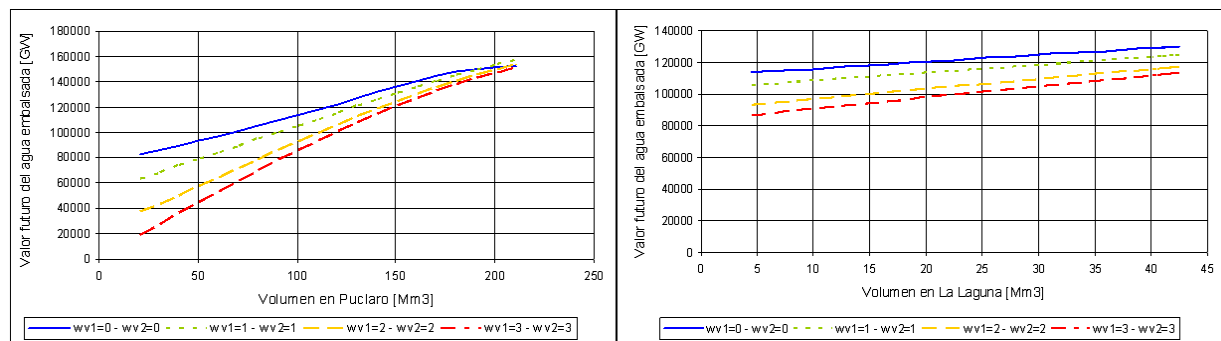 Valor futuro del agua embalsada [GW]
180000
160000
140000
120000
100000
80000
60000
40000
20000
0
0 50 100 150 200 250
Volumen en Puclaro [Mm3]
wv1=0 - wv2=0 wv1=1 - wv2=1 wv1=2 - wv2=2 wv1=3 - wv2=3
Valor futuro del agua embalsada [GW]
140000
120000
100000
80000
60000
40000
20000
0
0 5 10 15 20 25 30 35 40 45
Volumen en La Laguna [Mm3]
wv1=0 - wv2=0 wv1=1 - wv2=1 wv1=2 - wv2=2 wv1=3 - wv2=3